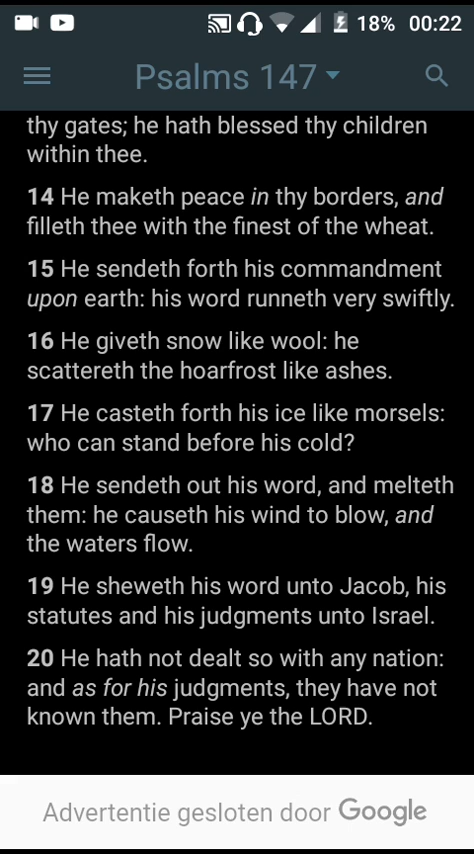 18% 00:22
Psalms 147
thy gates; he hath blessed thy children
within thee.
14 He maketh peace in thy borders, and
filleth thee with the finest of the wheat.
15 He sendeth forth his commandment
upon earth: his word runneth very swiftly.
16 He giveth snow like wool: he
scattereth the hoarfrost like ashes.
17 He casteth forth his ice like morsels:
who can stand before his cold?
18 He sendeth out his word, and melteth
them: he causeth his wind to blow, and
the waters flow.
19 He sheweth his word unto Jacob, his
statutes and his judgments unto Israel.
20 He hath not dealt so with any nation:
and as for his judgments, they have not
known them. Praise ye the LORD.
Advertentie gesloten door Google